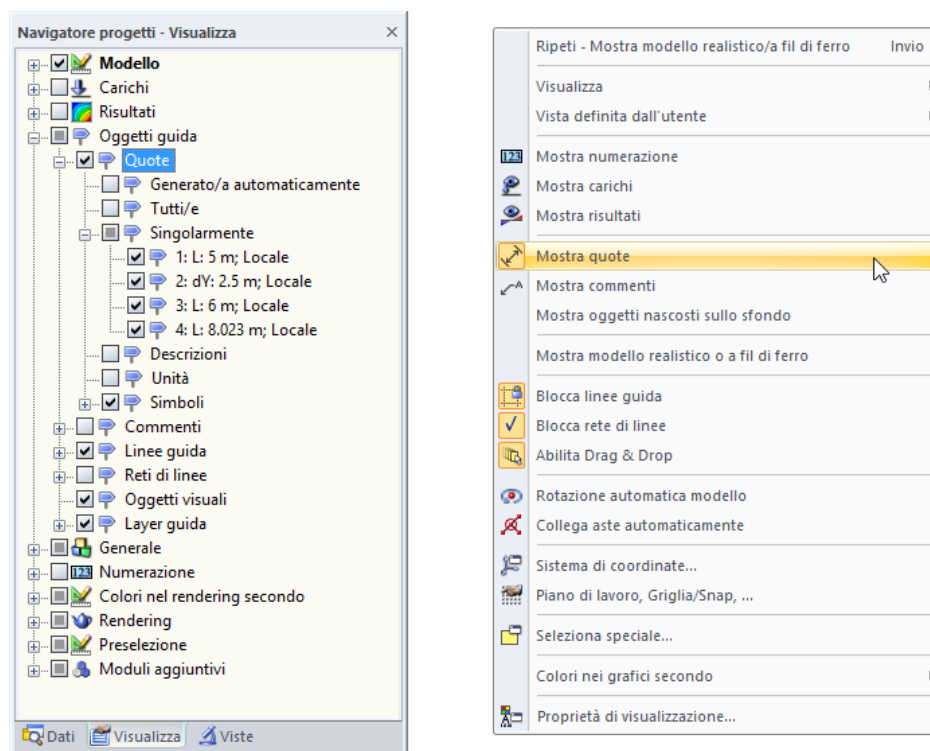 Navigatore progetti - Visualizza
Modello
Carichi
Risultati
Oggetti guida
Quote
Generato/a automaticamente
Tutti/e
Singolarmente
1: L: 5 m; Locale
2: dY: 2.5 m; Locale
3: L: 6 m; Locale
4: L: 8.023 m; Locale
Descrizioni
Unità
Simboli
Commenti
Linee guida
Reti di linee
Oggetti visuali
Layer guida
Generale
123 Numerazione
Colori nel rendering secondo
Rendering
Preselezione
Moduli aggiuntivi
Dati Visualizza Viste
Ripeti - Mostra modello realistico/a fil di ferro Invio
Visualizza
Vista definita dall'utente
123 Mostra numerazione
Mostra carichi
Mostra risultati
Mostra quote
A Mostra commenti
Mostra oggetti nascosti sullo sfondo
Mostra modello realistico o a fil di ferro
Blocca linee guida
Blocca rete di linee
Abilita Drag & Drop
Rotazione automatica modello
Collega aste automaticamente
Sistema di coordinate...
Piano di lavoro, Griglia/Snap, ...
Seleziona speciale...
Colori nei grafici secondo
Proprietà di visualizzazione...